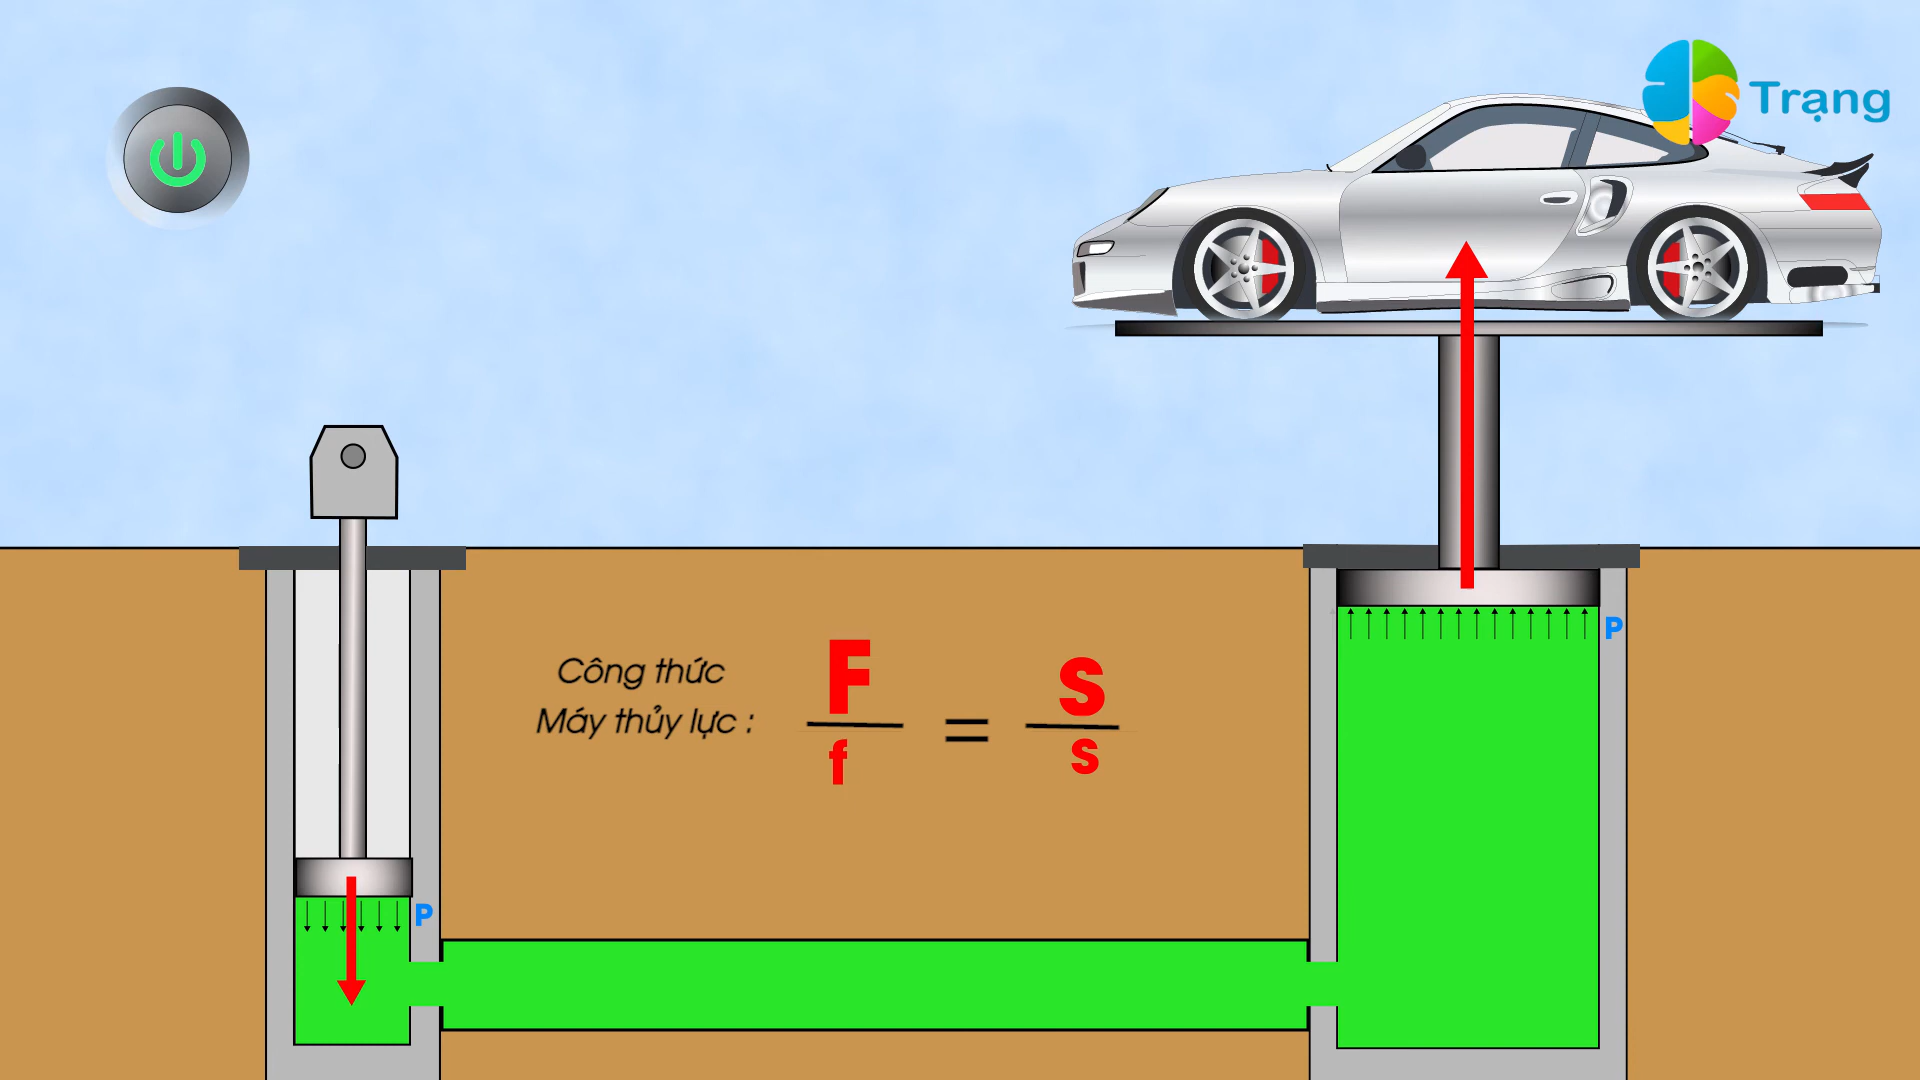 Trạng
Công thức
Máy thủy lực :
F
f
=
S
s
P
P